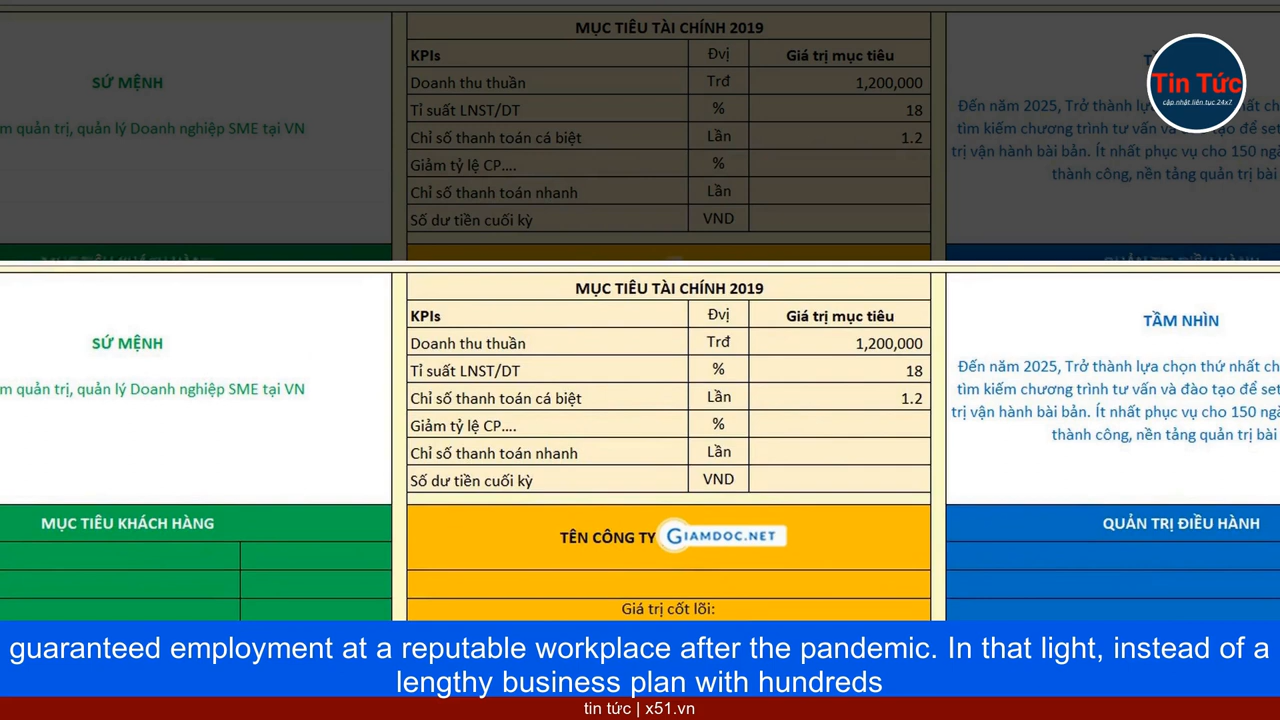 MỤC TIÊU TÀI CHÍNH 2019
KPIs Đvị Giá trị mục tiêu
Doanh thu thuần Trđ 1,200,000
Tỉ suất LNST/DT % 18
Chỉ số thanh toán cá biệt Lần 1.2
Giảm tỷ lệ CP.... %
Chỉ số thanh toán nhanh Lần
Số dư tiền cuối kỳ VND
SỨ MỆNH
m quản trị, quản lý Doanh nghiệp SME tại VN
Tin Tức
cập nhật liên tục 24x7
Đến năm 2025, Trở thành lựa
tìm kiếm chương trình tư vấn và tạo để set
trị vận hành bài bản. Ít nhất phục vụ cho 150
thành công, nền tảng quản trị bài
MỤC TIÊU TÀI CHÍNH 2019
KPIs Đvị Giá trị mục tiêu
Doanh thu thuần Trđ 1,200,000
Tỉ suất LNST/DT % 18
Chỉ số thanh toán cá biệt Lần 1.2
Giảm tỷ lệ CP.... %
Chỉ số thanh toán nhanh Lần
Số dư tiền cuối kỳ VND
SỨ MỆNH
m quản trị, quản lý Doanh nghiệp SME tại VN
TẦM NHÌN
Đến năm 2025, Trở thành lựa chọn thứ nhất ch
tìm kiếm chương trình tư vấn và đào tạo để set
trị vận hành bài bản. Ít nhất phục vụ cho 150
thành công, nền tảng quản trị bài
MỤC TIÊU KHÁCH HÀNG
TÊN CÔNG TY GIAMDOC.NET
QUẢN TRỊ ĐIỀU HÀNH
Giá trị cốt lõi:
guaranteed employment at a reputable workplace after the pandemic. In that light, instead of a
lengthy business plan with hundreds
tin tức | x51.vn